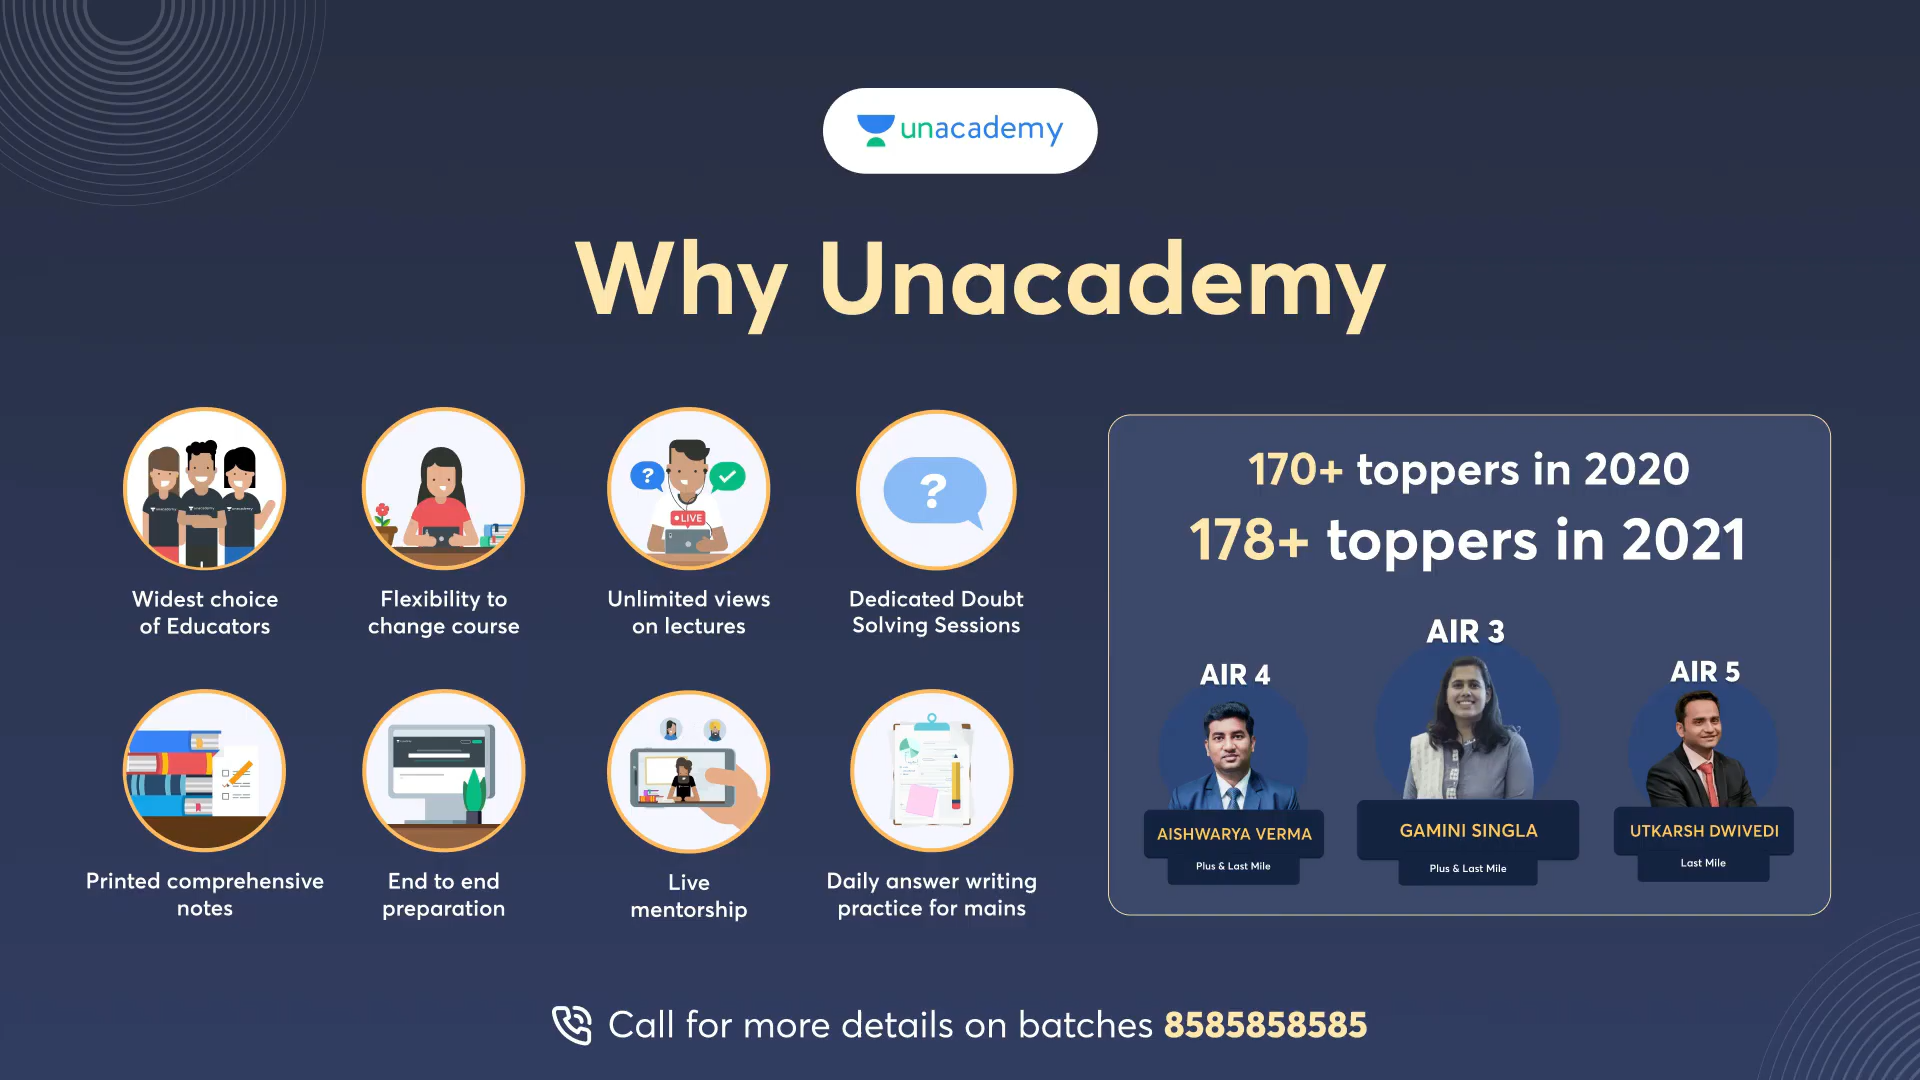 unacademy
Why Unacademy
Widest choice
of Educators
Flexibility to
change course
LIVE
Unlimited views
on lectures
Dedicated Doubt
Solving Sessions
Printed comprehensive
notes
End to end
preparation
Live
mentorship
Daily answer writing
practice for mains
170+ toppers in 2020
178+ toppers in 2021
AIR 4
AISHWARYA VERMA
Plus & Last Mile
AIR 3
GAMINI SINGLA
Plus & Last Mile
AIR 5
UTKARSH DWIVEDI
Last Mile
Call for more details on batches 8585858585